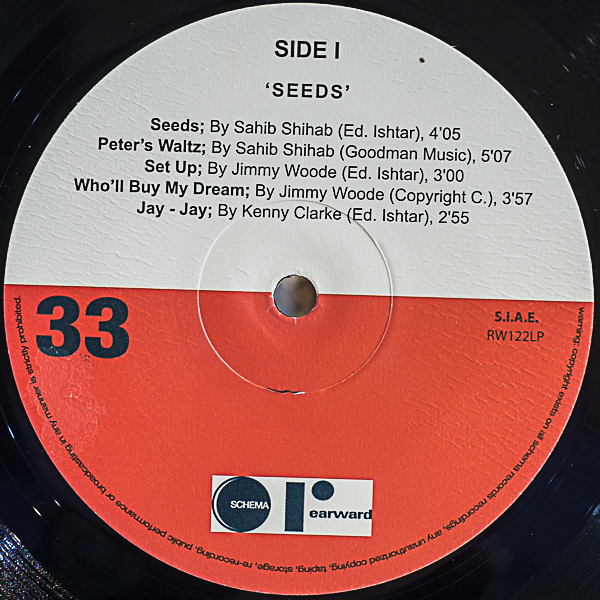 SIDE I
'SEEDS'
Seeds; By Sahib Shihab (Ed. Ishtar), 4'05
Peter's Waltz; By Sahib Shihab (Goodman Music), 5'07
Set Up; By Jimmy Woode (Ed. Ishtar), 3'00
Who'll Buy My Dream; By Jimmy Woode (Copyright C.), 3'57
Jay - Jay; By Kenny Clarke (Ed. Ishtar), 2'55
33
S.I.A.E.
RW122LP
SCHEMA
rearward
warning: copyright exists on all schema records recordings, any unauthorized copying, taping, storage, re-recording, public performance or broadcasting in any manner is strictly prohibited.